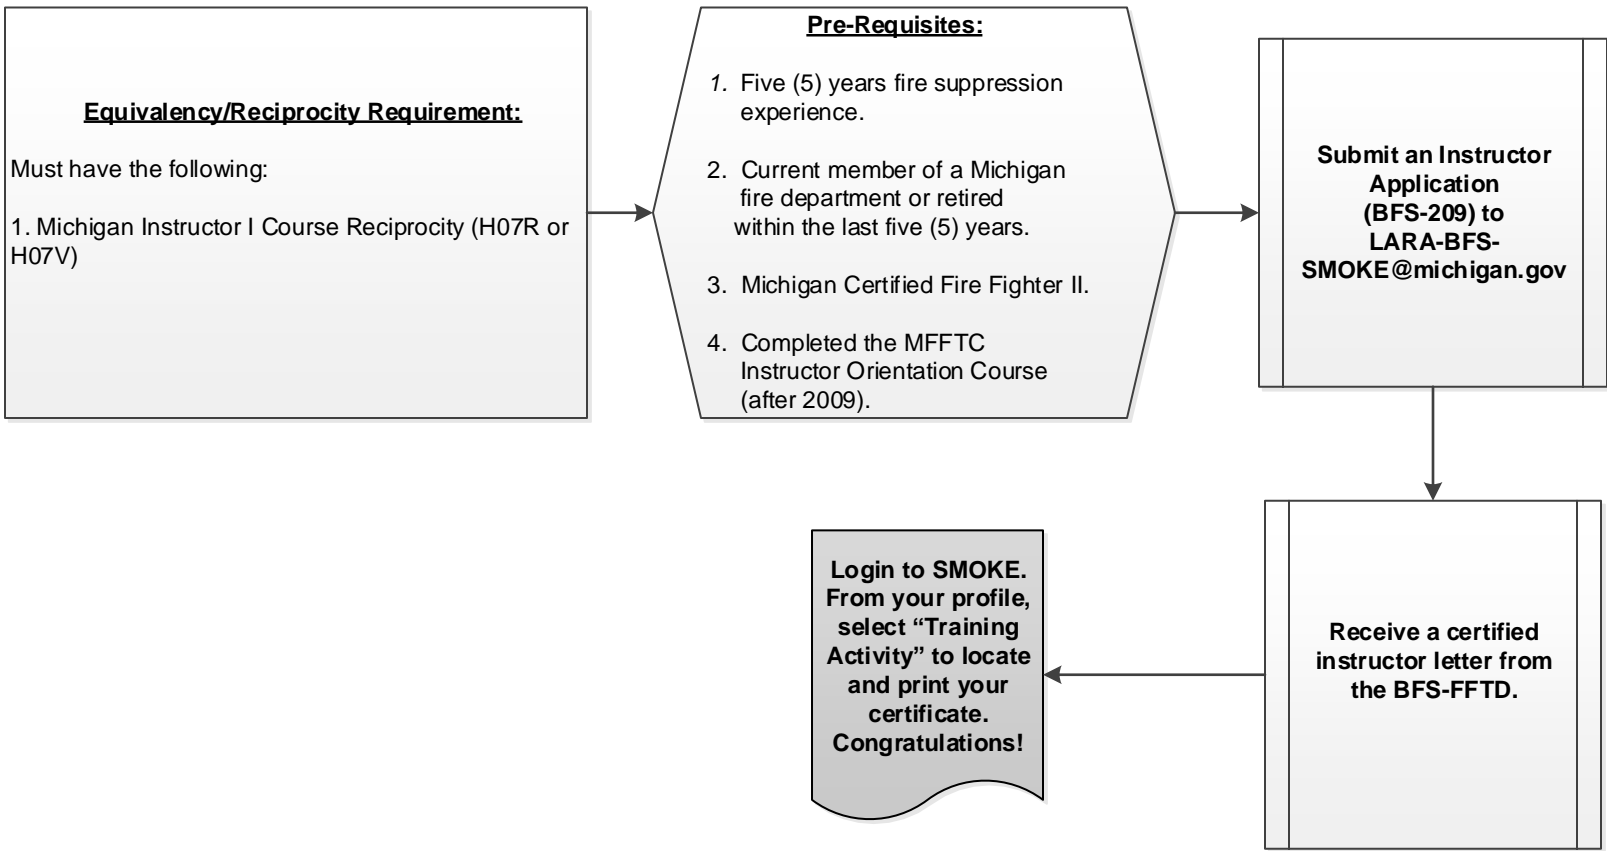 Equivalency/Reciprocity Requirement:
Must have the following:
1. Michigan Instructor I Course Reciprocity (H07R or
H07V)
Pre-Requisites:
1. Five (5) years fire suppression
experience.
2. Current member of a Michigan
fire department or retired
within the last five (5) years.
3. Michigan Certified Fire Fighter II.
4. Completed the MFFTC
Instructor Orientation Course
(after 2009).
Submit an Instructor
Application
(BFS-209) to
LARA-BFS-
SMOKE@michigan.gov
Receive a certified
instructor letter from
the BFS-FFTD.
Login to SMOKE.
From your profile,
select “Training
Activity” to locate
and print your
certificate.
Congratulations!